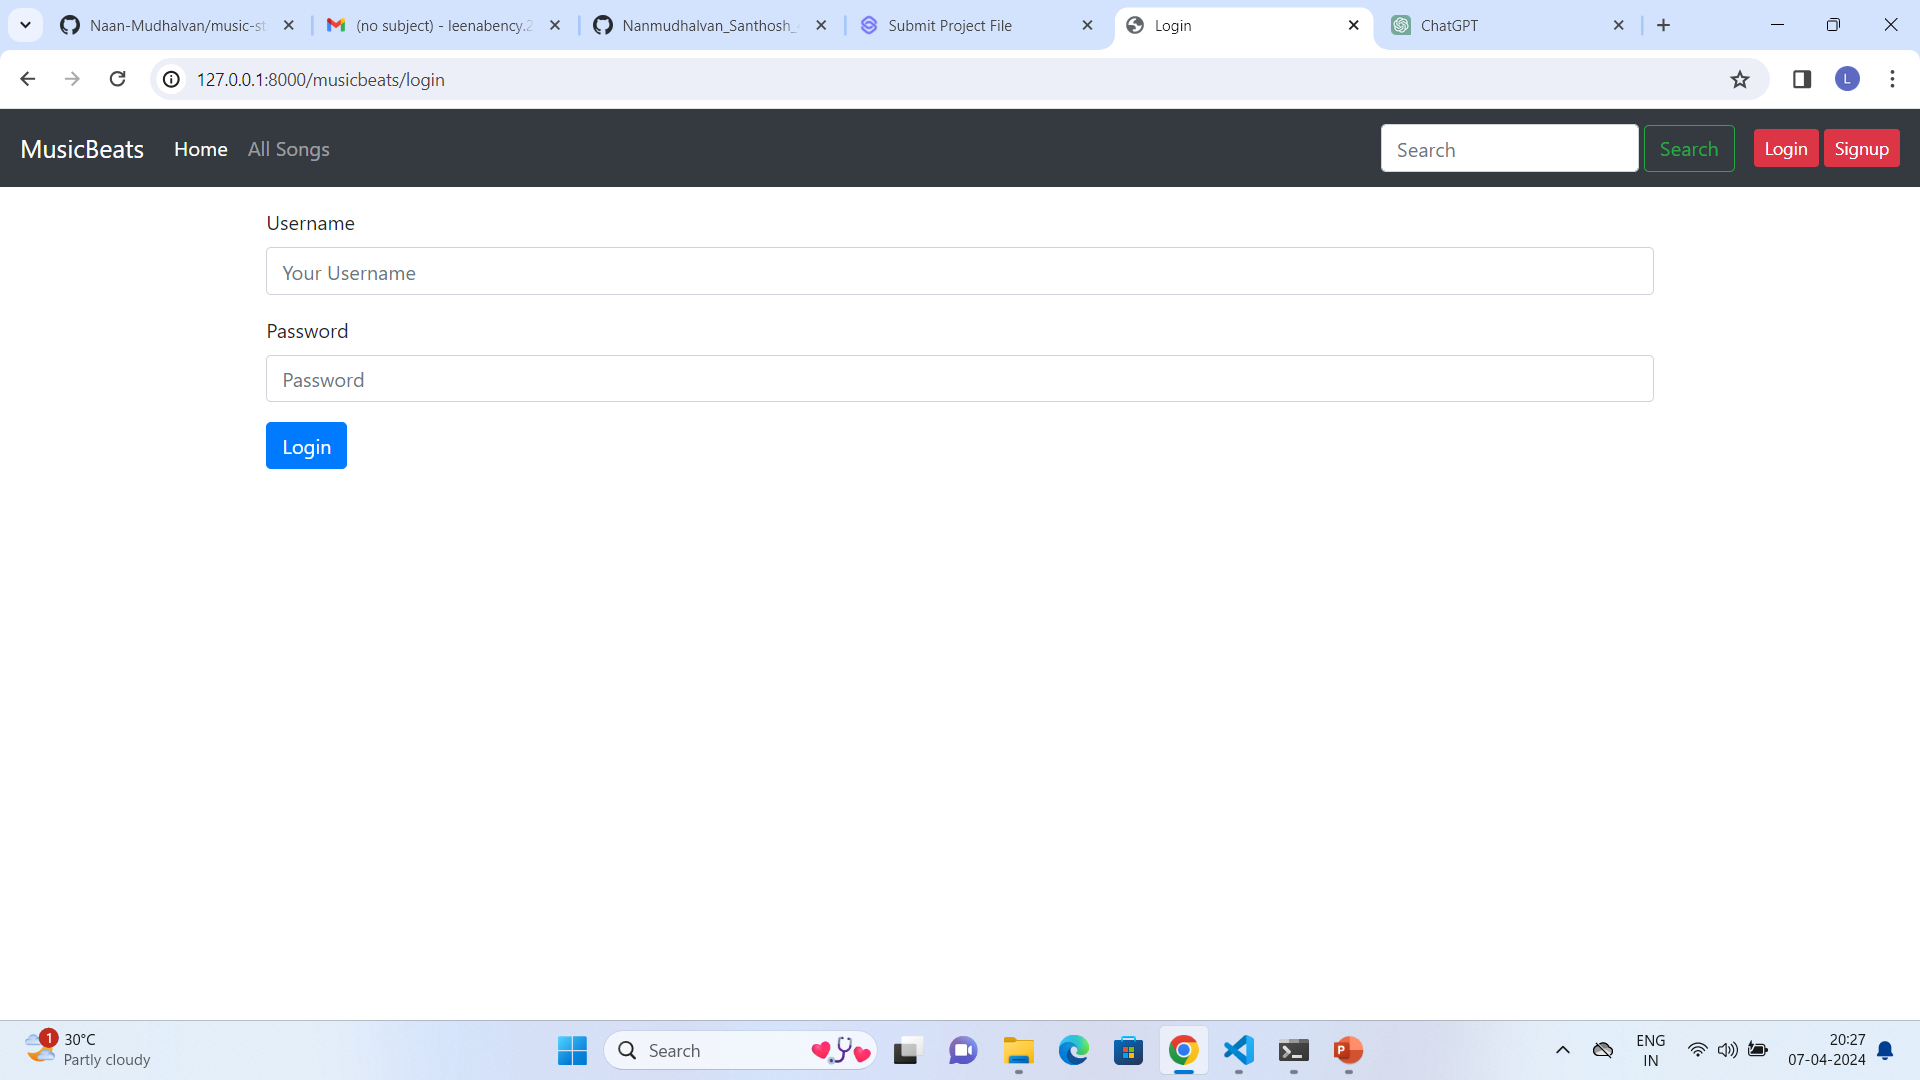 Naan-Mudhalvan/music-st
(no subject) - leenabency.2
Nanmudhalvan_Santhosh_
Submit Project File
Login
ChatGPT
127.0.0.1:8000/musicbeats/login
L
MusicBeats Home All Songs Search Search Login Signup
Username
Your Username
Password
Password
Login
1
30°C
Partly cloudy
Search
ENG
IN
20:27
07-04-2024